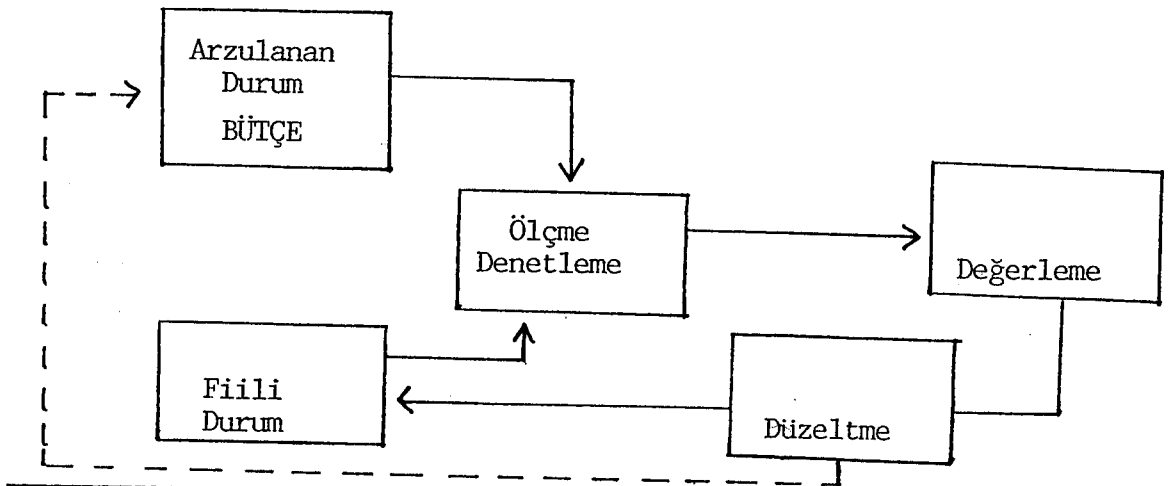 Arzulanan
Durum
BÜTÇE
Ölçme
Denetleme
Değerleme
Fiili
Durum
Düzeltme